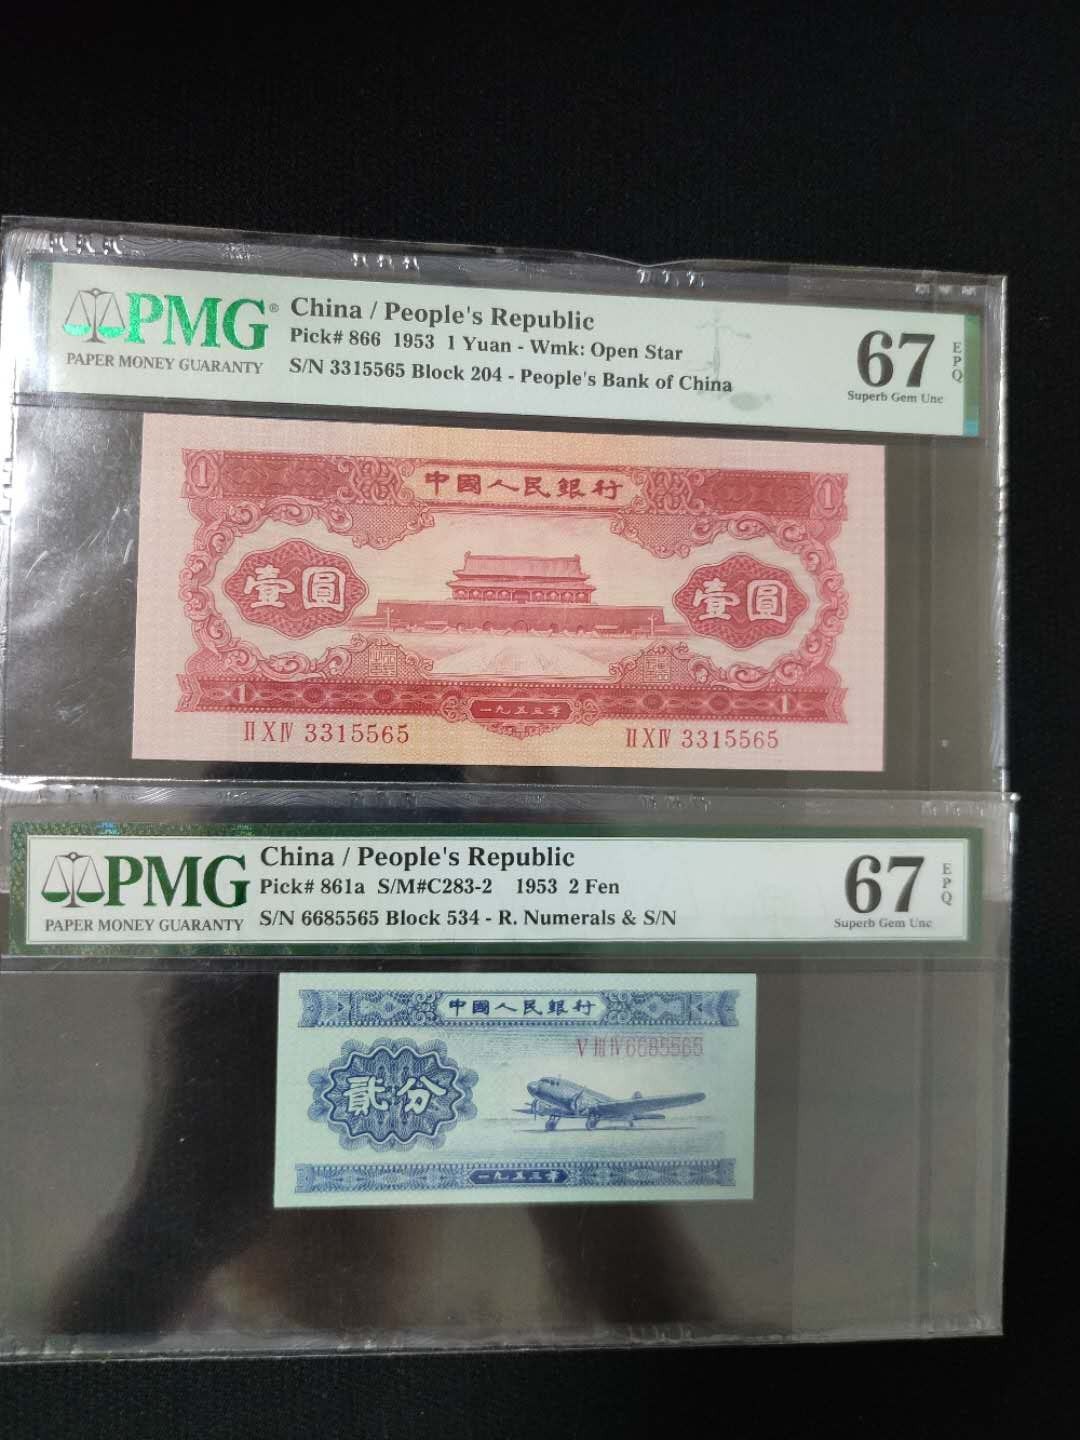 PMG®
PAPER MONEY GUARANTY
China / People's Republic
Pick# 866 1953 1 Yuan - Wmk: Open Star
S/N 3315565 Block 204 - People's Bank of China
67
EPQ
Superb Gem Unc
1
中國人民銀行
1
壹圓
壹圓
1
一九五三年
1
II X IV 3315565
II X IV 3315565
PMG
PAPER MONEY GUARANTY
China / People's Republic
Pick# 861a S/M#C283-2 1953 2 Fen
S/N 6685565 Block 534 - R. Numerals & S/N
67
EPQ
Superb Gem Unc
中國人民銀行
V III IV 6685565
貳分
一九五三年